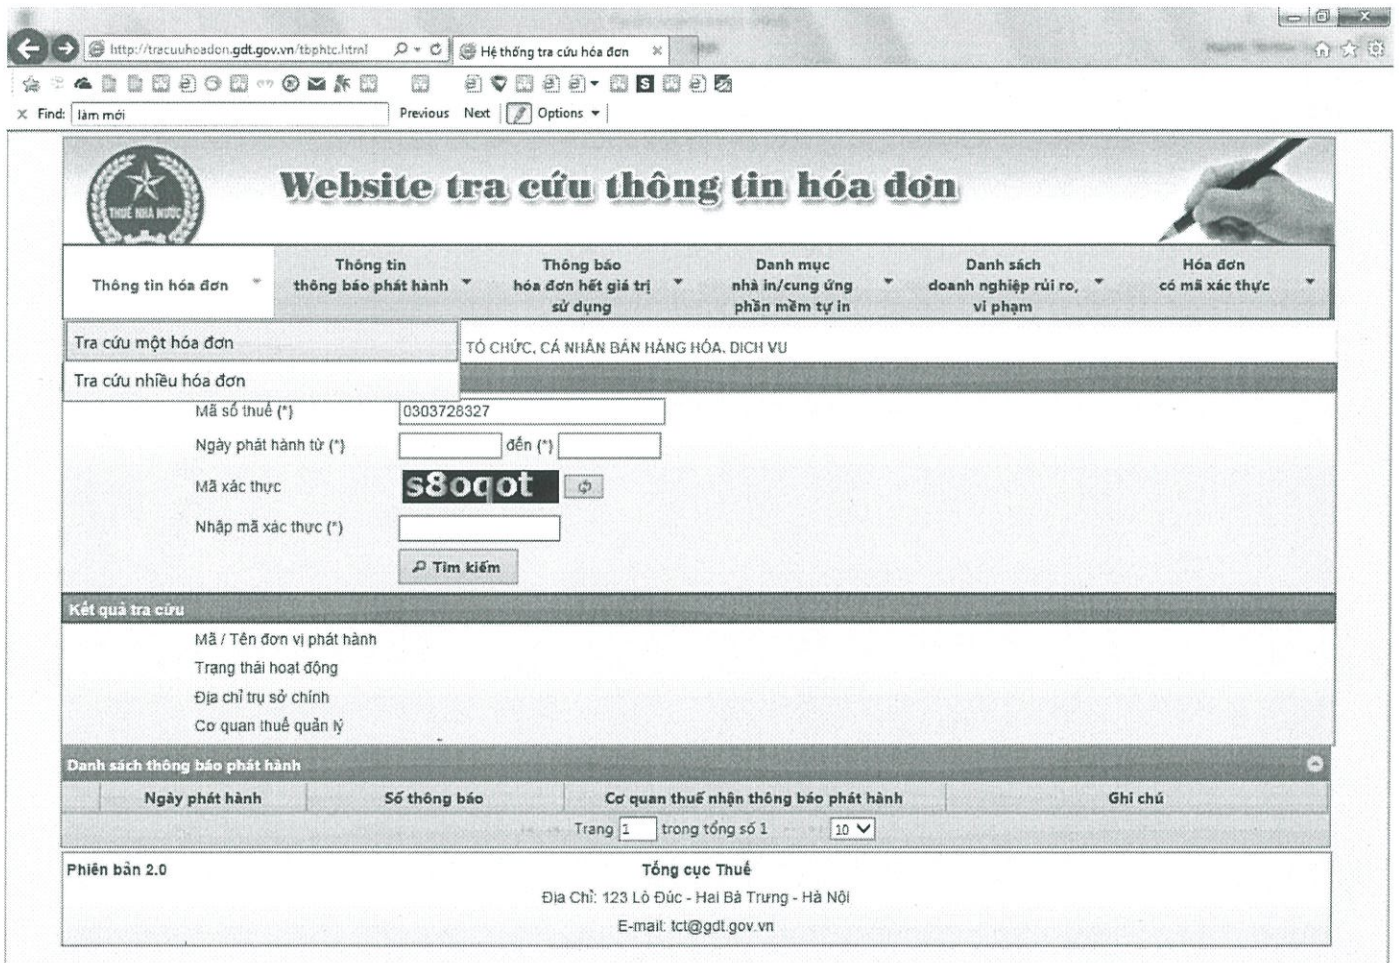 http://tracuuhoadon.gdt.gov.vn/tbphtc.html
Hệ thống tra cứu hóa đơn
Find: làm mới Previous Next Options
THUẾ NHÀ NƯỚC
Website tra cứu thông tin hóa đơn
Thông tin hóa đơn
Thông tin
thông báo phát hành
Thông báo
hóa đơn hết giá trị
sử dụng
Danh mục
nhà in/cung ứng
phần mềm tự in
Danh sách
doanh nghiệp rủi ro,
vi phạm
Hóa đơn
có mã xác thực
Tra cứu một hóa đơn
TỔ CHỨC, CÁ NHÂN BÁN HÀNG HÓA, DỊCH VỤ
Tra cứu nhiều hóa đơn
Mã số thuế (*) 0303728327
Ngày phát hành từ (*) đến (*)
Mã xác thực s8oqot
Nhập mã xác thực (*)
Tìm kiếm
Kết quả tra cứu
Mã / Tên đơn vị phát hành
Trạng thái hoạt động
Địa chỉ trụ sở chính
Cơ quan thuế quản lý
Danh sách thông báo phát hành
Ngày phát hành Số thông báo Cơ quan thuế nhận thông báo phát hành Ghi chú
Trang 1 trong tổng số 1 10
Phiên bản 2.0 Tổng cục Thuế
Địa Chỉ: 123 Lò Đúc - Hai Bà Trưng - Hà Nội
E-mail: tct@gdt.gov.vn